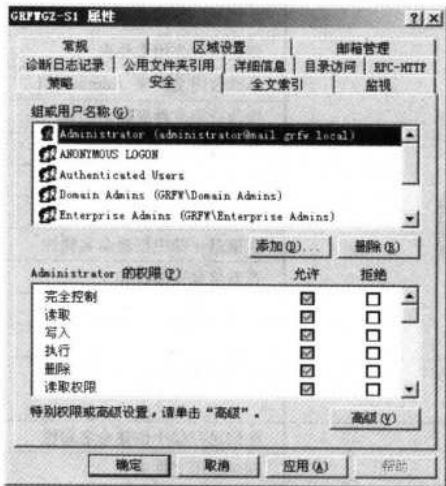 GRFWGZ-S1 属性
常规 区域设置 邮箱管理
诊断日志记录 公用文件夹引用 详细信息 目录访问 RPC-HTTP
策略 安全 全文索引 监视
组或用户名称(G)
Administrator (administrator@mail.grfw.local)
ANONYMOUS LOGON
Authenticated Users
Domain Admins (GRFW\Domain Admins)
Enterprise Admins (GRFW\Enterprise Admins)
添加(D)... 删除(R)
Administrator 的权限(P) 允许 拒绝
完全控制
读取
写入
执行
删除
读取权限
特别权限或高级设置，请单击“高级”。
高级(V)
确定 取消 应用(A) 帮助